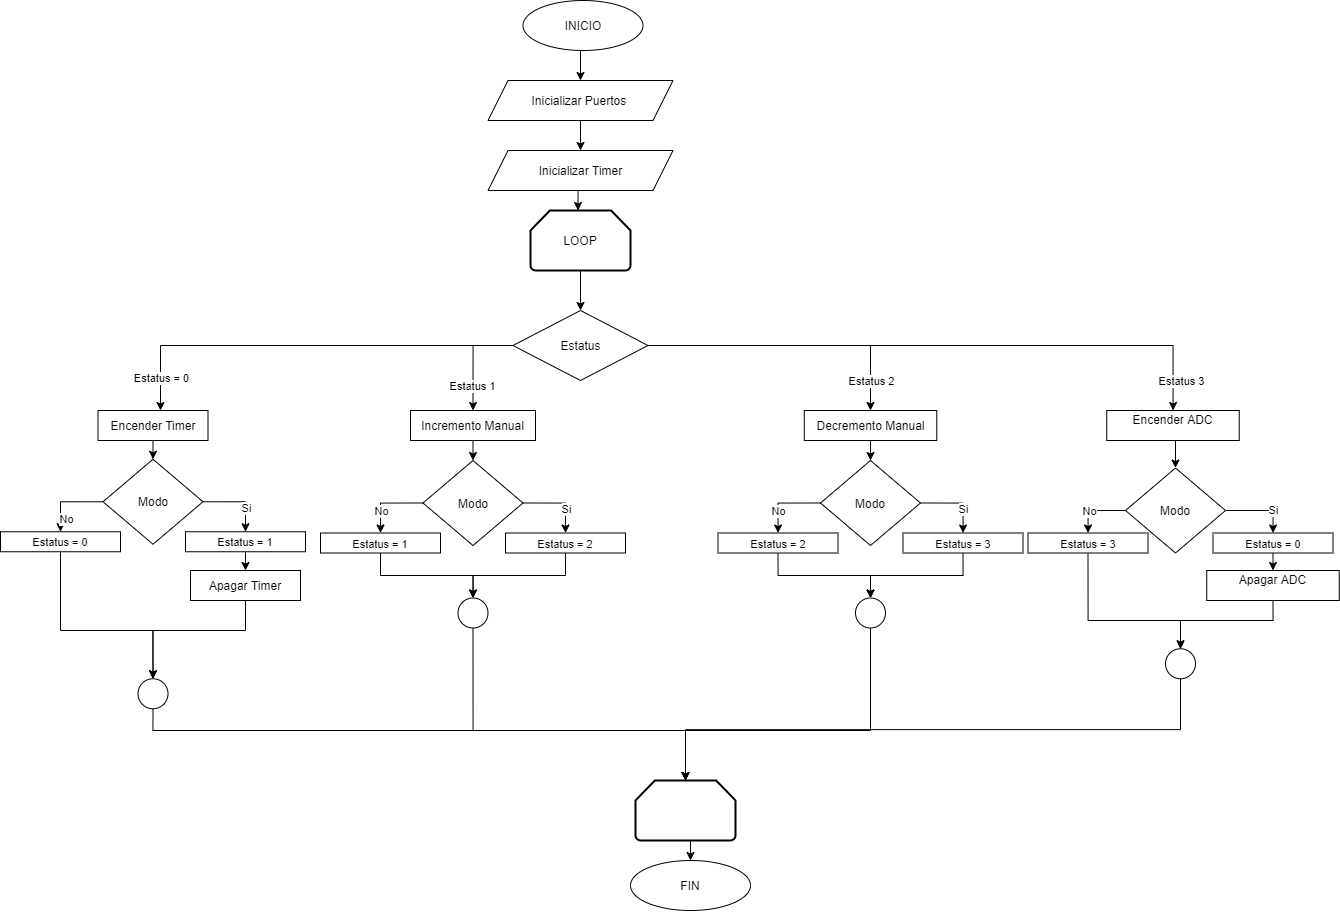 INICIO
Inicializar Puertos
Inicializar Timer
LOOP
Estatus
Estatus = 0
Estatus 1
Estatus 2
Estatus 3
Encender Timer
Incremento Manual
Decremento Manual
Encender ADC
Modo
Modo
Modo
Modo
No
Si
No
Si
No
Si
No
Si
Estatus = 0
Estatus = 1
Estatus = 1
Estatus = 2
Estatus = 2
Estatus = 3
Estatus = 3
Estatus = 0
Apagar Timer
Apagar ADC
FIN